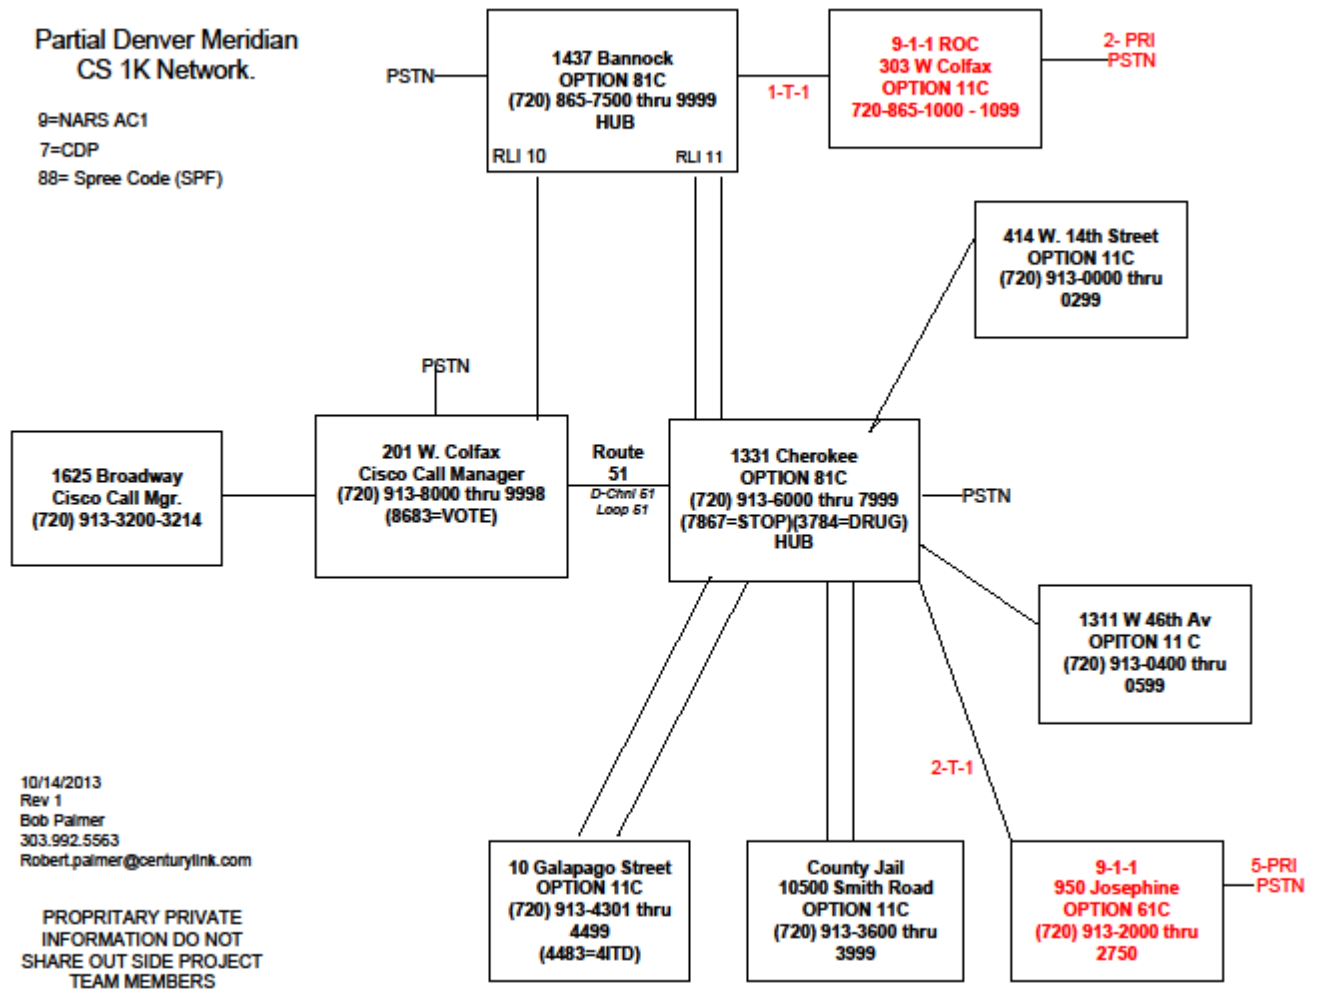 Partial Denver Meridian
CS 1K Network.
9=NARS AC1
7=CDP
88= Spree Code (SPF)
PSTN
1437 Bannock
OPTION 81C
(720) 865-7500 thru 9999
HUB
RLI 10
RLI 11
1-T-1
9-1-1 ROC
303 W Colfax
OPTION 11C
720-865-1000 - 1099
2- PRI
PSTN
414 W. 14th Street
OPTION 11C
(720) 913-0000 thru
0299
PSTN
1625 Broadway
Cisco Call Mgr.
(720) 913-3200-3214
201 W. Colfax
Cisco Call Manager
(720) 913-8000 thru 9998
(8683=VOTE)
Route
51
D-Chnl 51
Loop 51
1331 Cherokee
OPTION 81C
(720) 913-6000 thru 7999
(7867=STOP)(3784=DRUG)
HUB
PSTN
1311 W 46th Av
OPITON 11 C
(720) 913-0400 thru
0599
2-T-1
10/14/2013
Rev 1
Bob Palmer
303.992.5563
Robert.palmer@centurylink.com
PROPRITARY PRIVATE
INFORMATION DO NOT
SHARE OUT SIDE PROJECT
TEAM MEMBERS
10 Galapago Street
OPTION 11C
(720) 913-4301 thru
4499
(4483=4ITD)
County Jail
10500 Smith Road
OPTION 11C
(720) 913-3600 thru
3999
9-1-1
950 Josephine
OPTION 61C
(720) 913-2000 thru
2750
5-PRI
PSTN